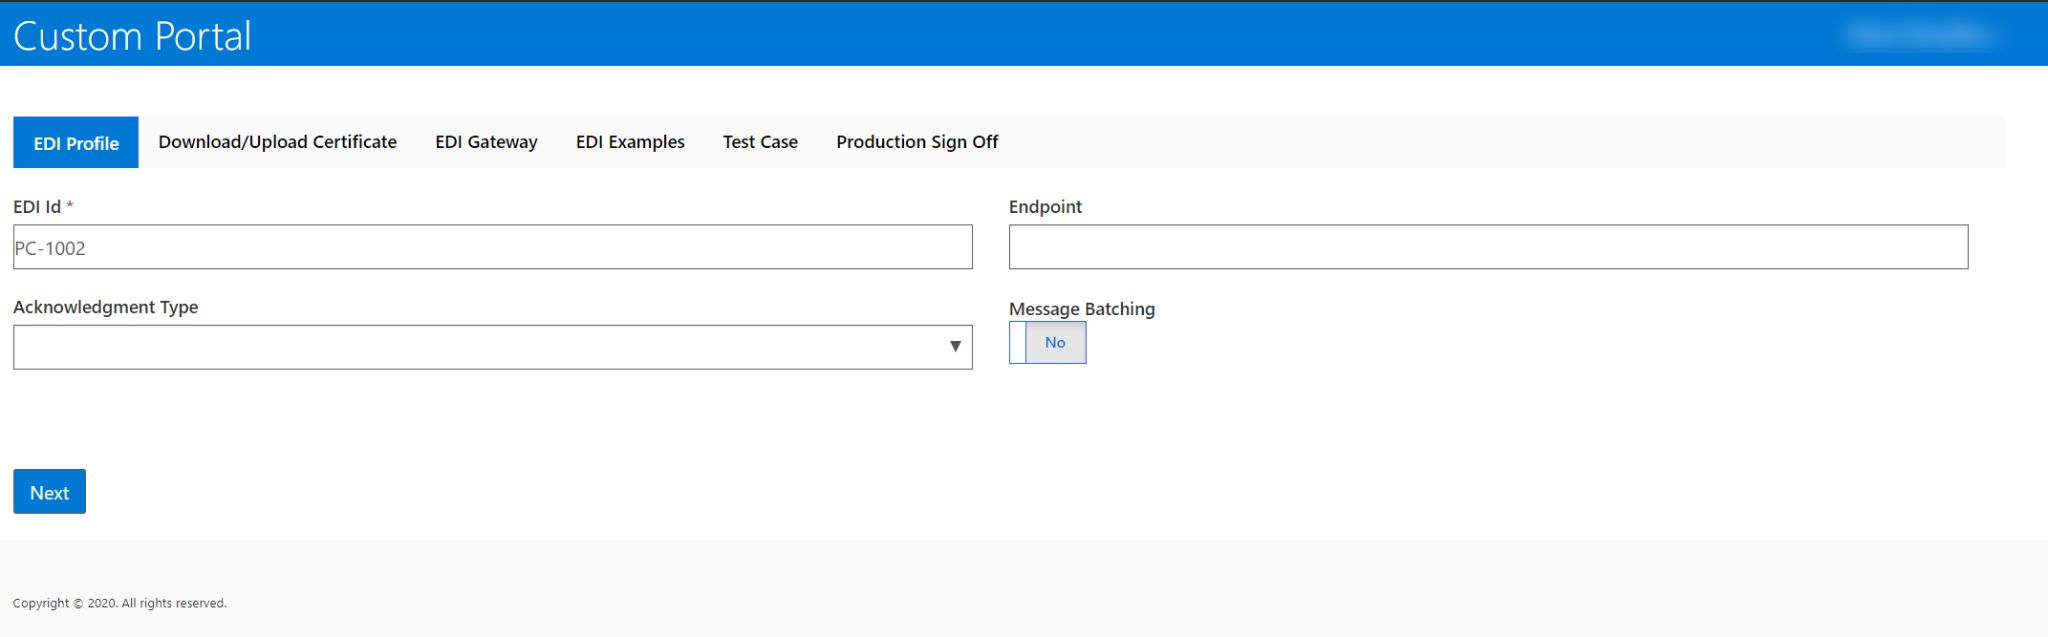 Custom Portal
EDI Profile Download/Upload Certificate EDI Gateway EDI Examples Test Case Production Sign Off
EDI Id *
PC-1002
Endpoint
Acknowledgment Type
▼
Message Batching
No
Next
Copyright © 2020. All rights reserved.